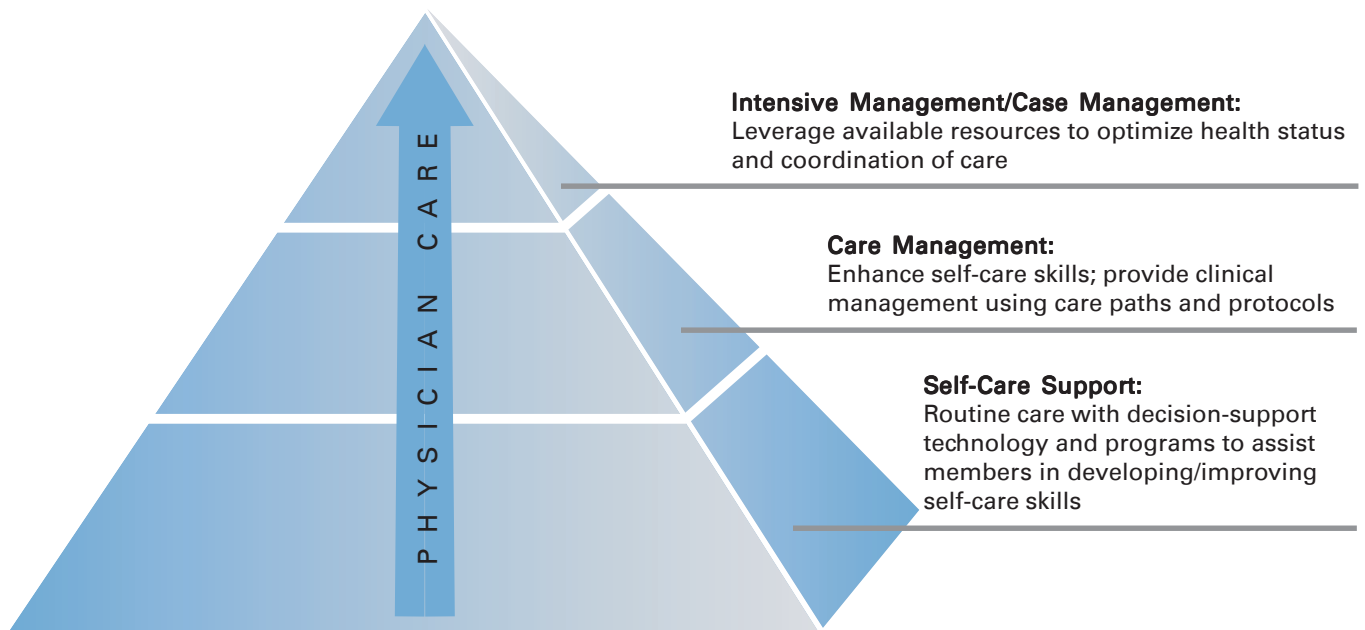 PHYSICIAN CARE
Intensive Management/Case Management:
Leverage available resources to optimize health status
and coordination of care
Care Management:
Enhance self-care skills; provide clinical
management using care paths and protocols
Self-Care Support:
Routine care with decision-support
technology and programs to assist
members in developing/improving
self-care skills